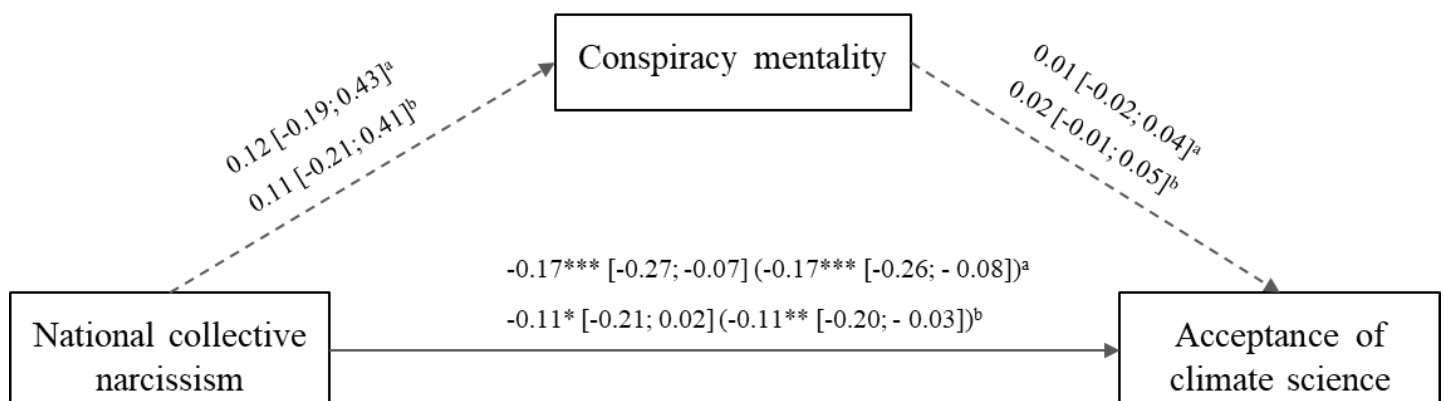 Conspiracy mentality
0.12 [-0.19; 0.43]ᵃ
0.11 [-0.21; 0.41]ᵇ
0.01 [-0.02; 0.04]ᵃ
0.02 [-0.01; 0.05]ᵇ
-0.17*** [-0.27; -0.07] (-0.17*** [-0.26; - 0.08])ᵃ
-0.11* [-0.21; 0.02] (-0.11** [-0.20; - 0.03])ᵇ
National collective
narcissism
Acceptance of
climate science